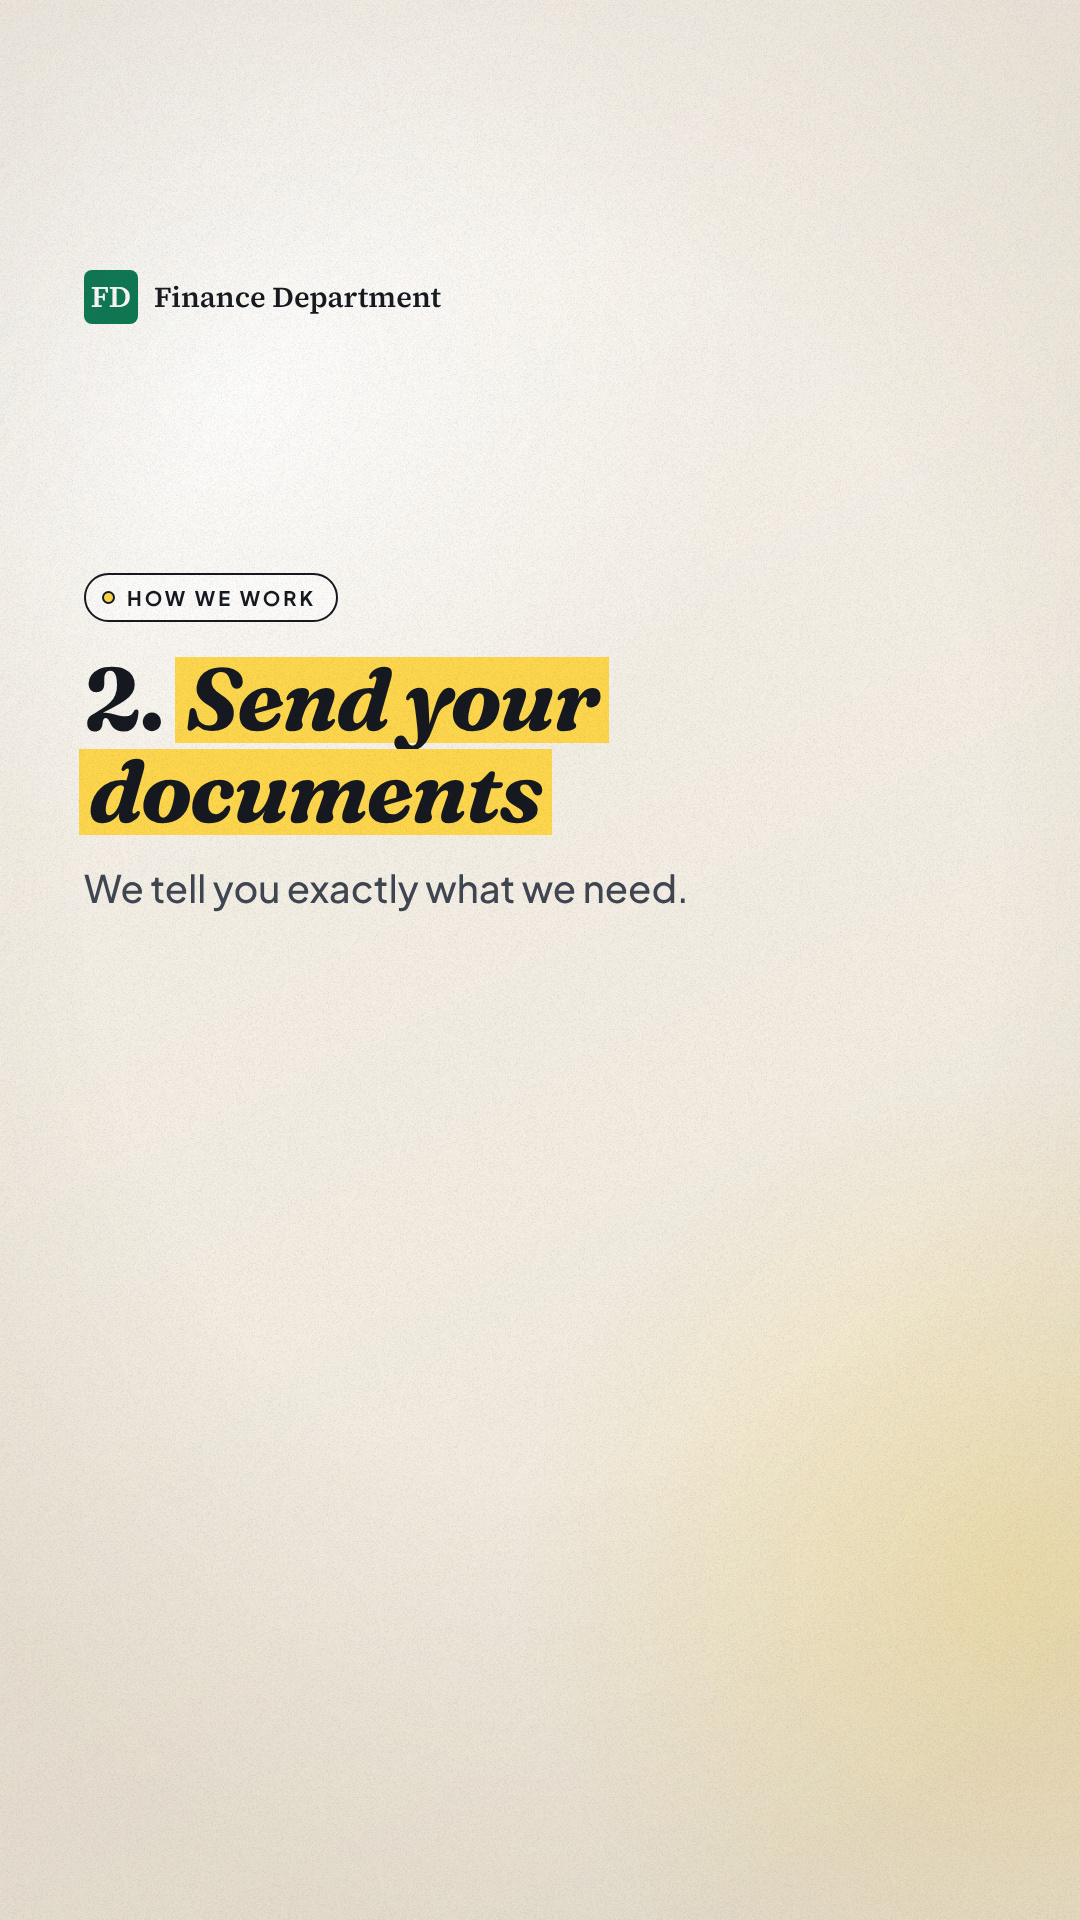 FD Finance Department
HOW WE WORK
2. Send your
documents
We tell you exactly what we need.